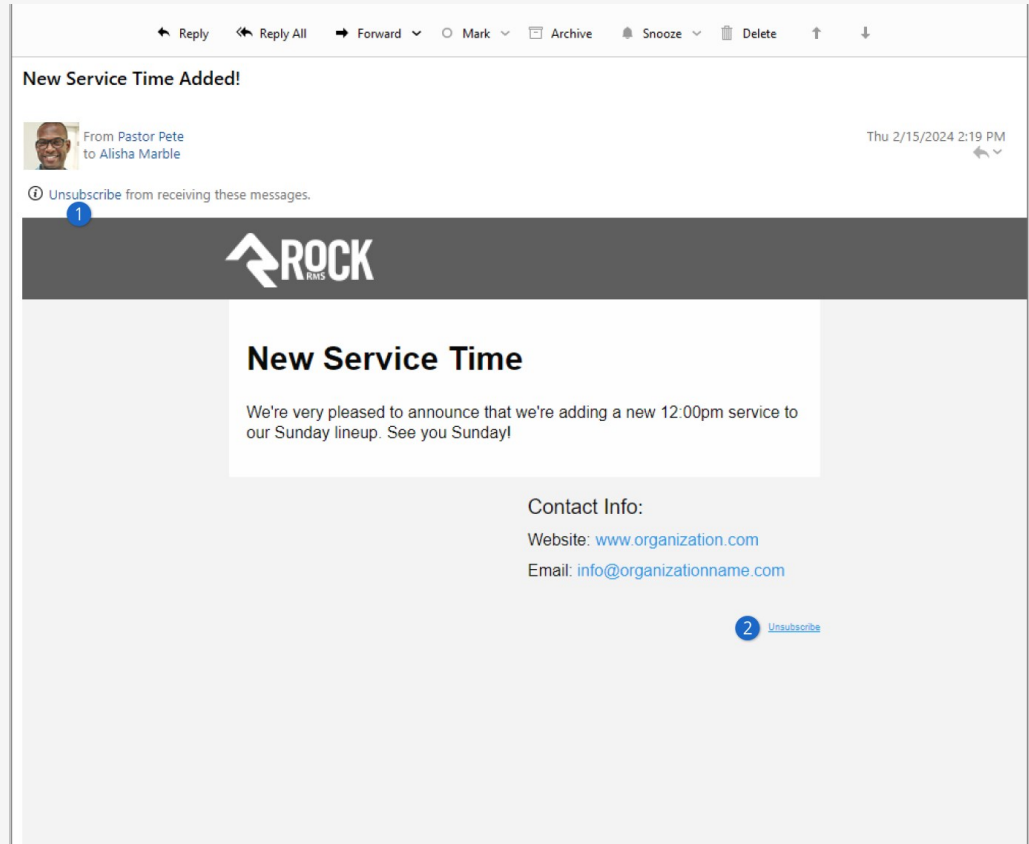 Reply Reply All Forward Mark Archive Snooze Delete
New Service Time Added!
From Pastor Pete
to Alisha Marble
Thu 2/15/2024 2:19 PM
Unsubscribe from receiving these messages.
1
ROCK
RMS
New Service Time
We're very pleased to announce that we're adding a new 12:00pm service to
our Sunday lineup. See you Sunday!
Contact Info:
Website: www.organization.com
Email: info@organizationname.com
2 Unsubscribe